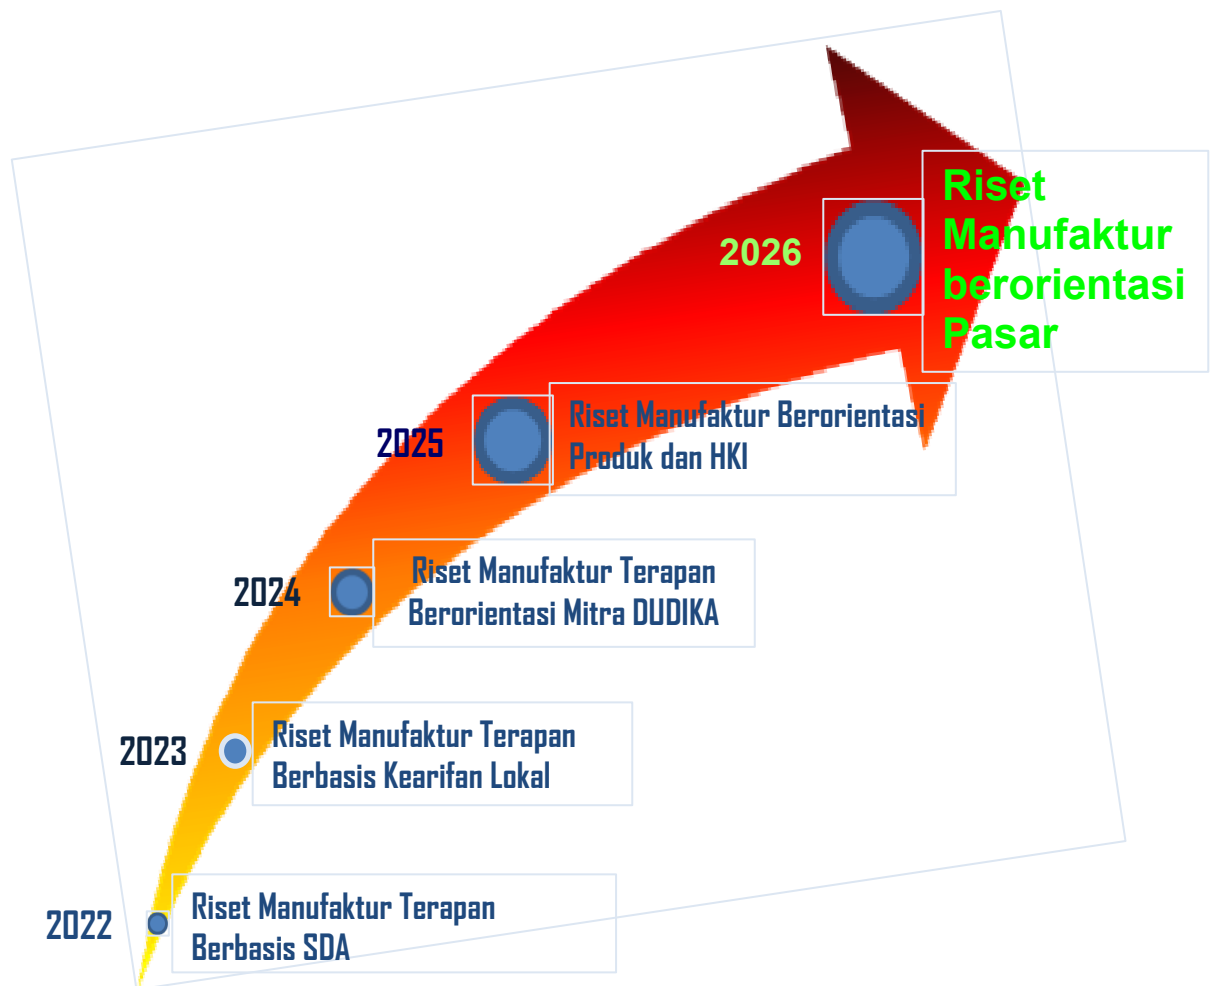 2026
Riset
Manufaktur
berorientasi
Pasar
2025
Riset Manufaktur Berorientasi
Produk dan HKI
2024
Riset Manufaktur Terapan
Berorientasi Mitra DUDIKA
2023
Riset Manufaktur Terapan
Berbasis Kearifan Lokal
2022
Riset Manufaktur Terapan
Berbasis SDA